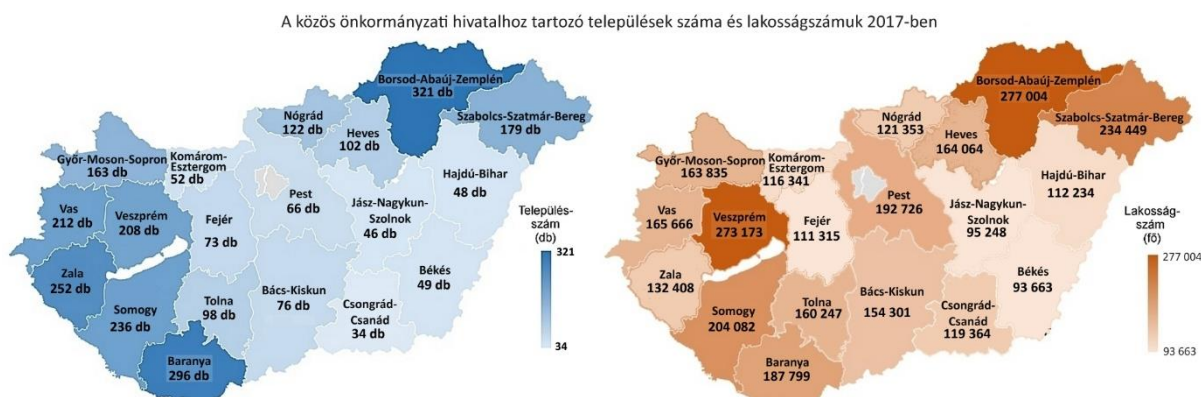 A közös önkormányzati hivatalhoz tartozó települések száma és lakosságszámuk 2017-ben
Borsod-Abaúj-Zemplén
321 db
Nógrád
122 db
Heves
102 db
Szabolcs-Szatmár-Bereg
179 db
Győr-Moson-Sopron
163 db
Komárom-
Esztergom
52 db
Hajdú-Bihar
48 db
Pest
66 db
Vas
212 db
Veszprém
208 db
Fejér
73 db
Jász-Nagykun-
Szolnok
46 db
Zala
252 db
Somogy
236 db
Tolna
98 db
Bács-Kiskun
76 db
Békés
49 db
Csongrád-
Csanád
34 db
Baranya
296 db
Település-
szám
(db)
321
34
Borsod-Abaúj-Zemplén
277 004
Nógrád
121 353
Heves
164 064
Szabolcs-Szatmár-Bereg
234 449
Győr-Moson-Sopron
163 835
Komárom-
Esztergom
116 341
Hajdú-Bihar
112 234
Pest
192 726
Vas
165 666
Veszprém
273 173
Fejér
111 315
Jász-Nagykun-
Szolnok
95 248
Zala
132 408
Somogy
204 082
Tolna
160 247
Bács-Kiskun
154 301
Békés
93 663
Csongrád-
Csanád
119 364
Baranya
187 799
Lakosság-
szám
(fő)
277 004
93 663